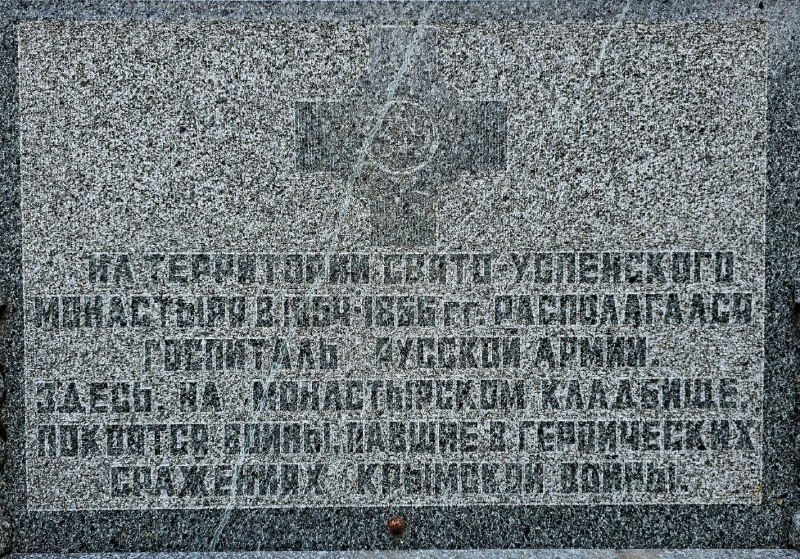 НА ТЕРРИТОРИИ СВЯТО-УСПЕНСКОГО
МОНАСТЫРЯ В 1854-1856 гг. РАСПОЛАГАЛСЯ
ГОСПИТАЛЬ РУССКОЙ АРМИИ.
ЗДЕСЬ, НА МОНАСТЫРСКОМ КЛАДБИЩЕ,
ПОКОЯТСЯ ВОИНЫ, ПАВШИЕ В ГЕРОИЧЕСКИХ
СРАЖЕНИЯХ КРЫМСКОЙ ВОЙНЫ.